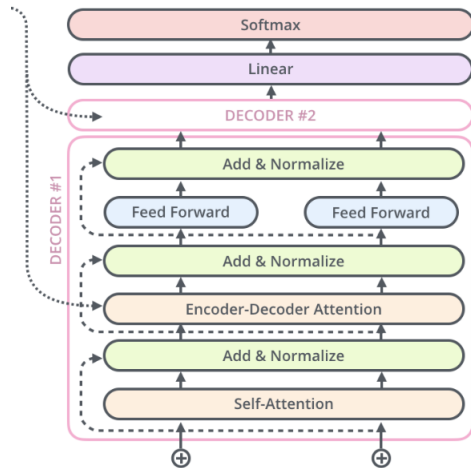 Softmax
Linear
DECODER #2
DECODER #1
Add & Normalize
Feed Forward
Feed Forward
Add & Normalize
Encoder-Decoder Attention
Add & Normalize
Self-Attention